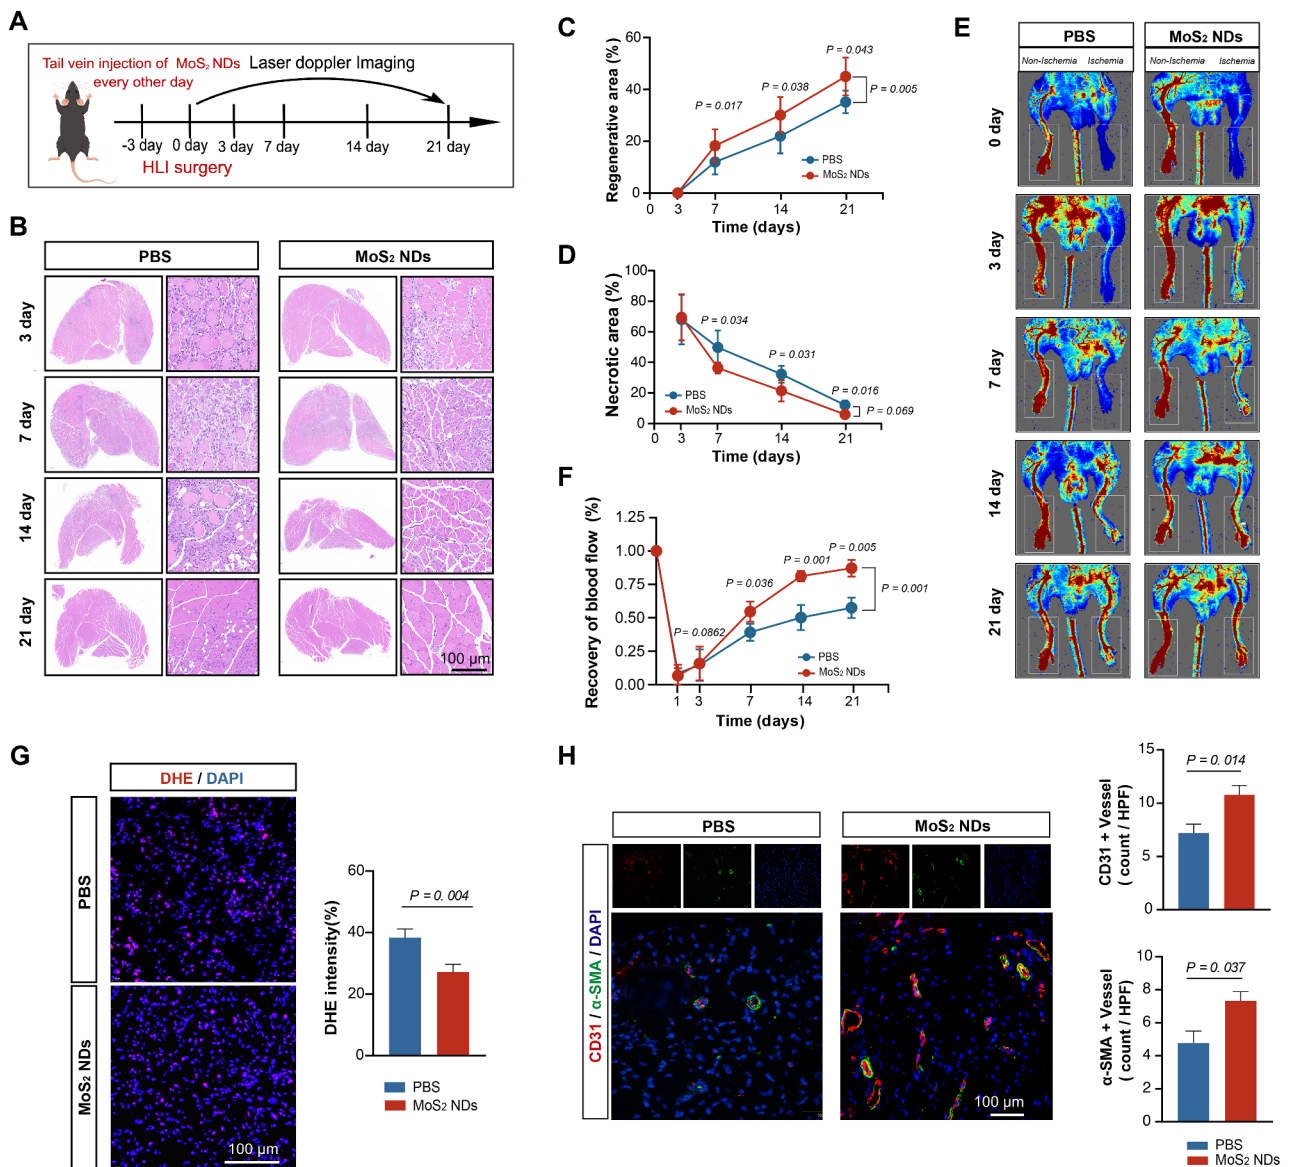 A
Tail vein injection of MoS₂ NDs
every other day
Laser doppler Imaging
-3 day
0 day
3 day
7 day
14 day
21 day
HLI surgery
B
PBS
MoS₂ NDs
3 day
7 day
14 day
21 day
100 μm
C
Regenerative area (%)
60
40
20
0
P = 0.017
P = 0.038
P = 0.043
P = 0.005
PBS
MoS₂ NDs
0
3
7
14
21
Time (days)
D
Necrotic area (%)
100
80
60
40
20
0
P = 0.034
P = 0.031
P = 0.016
P = 0.069
PBS
MoS₂ NDs
0
3
7
14
21
Time (days)
E
PBS
MoS₂ NDs
Non-Ischemia
Ischemia
Non-Ischemia
Ischemia
0 day
3 day
7 day
14 day
21 day
F
Recovery of blood flow (%)
1.25
1.00
0.75
0.50
0.25
0.00
P = 0.0862
P = 0.036
P = 0.001
P = 0.005
P = 0.001
PBS
MoS₂ NDs
1
3
7
14
21
Time (days)
G
DHE / DAPI
PBS
MoS₂ NDs
100 μm
DHE intensity(%)
60
40
20
0
P = 0.004
PBS
MoS₂ NDs
H
PBS
MoS₂ NDs
CD31 / α-SMA / DAPI
100 μm
CD31 + Vessel
( count / HPF)
15
10
5
0
P = 0.014
α-SMA + Vessel
( count / HPF)
10
8
6
4
2
0
P = 0.037
PBS
MoS₂ NDs